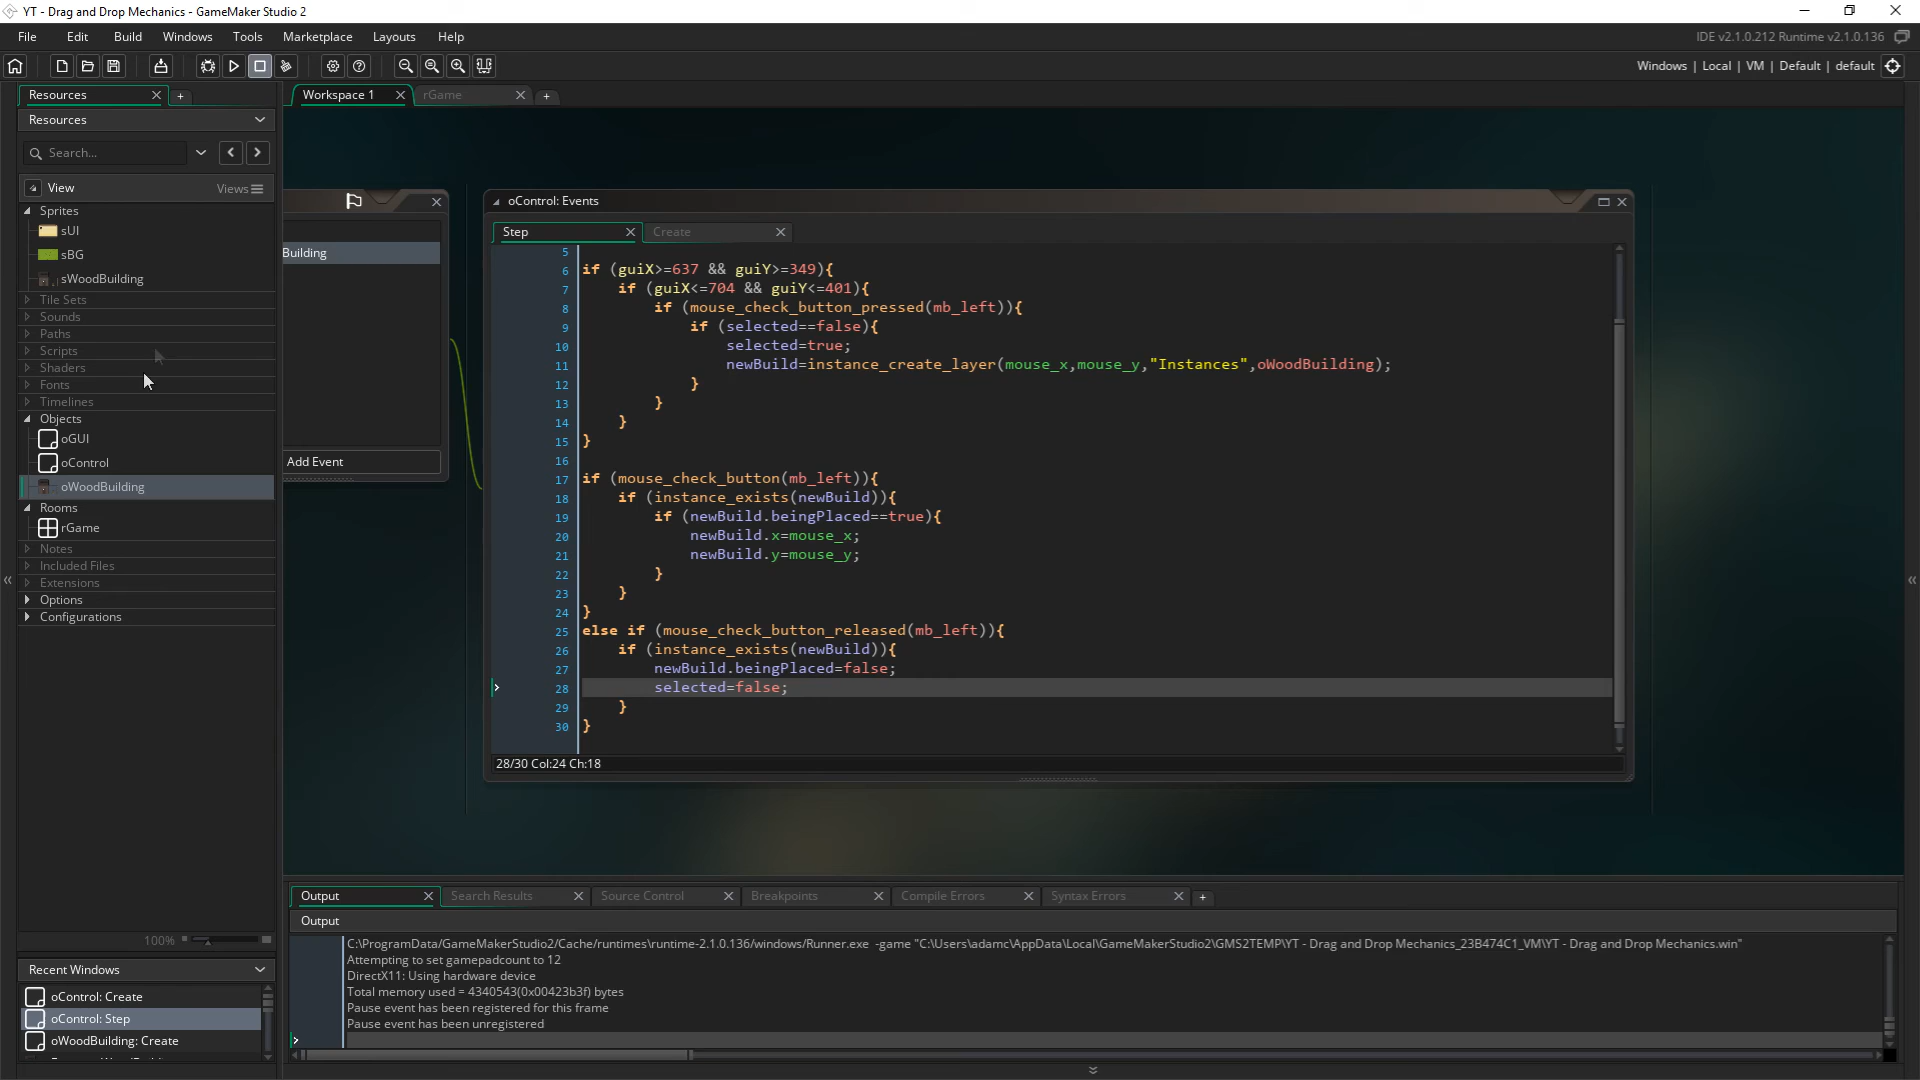 YT - Drag and Drop Mechanics - GameMaker Studio 2
File Edit Build Windows Tools Marketplace Layouts Help
IDE v2.1.0.212 Runtime v2.1.0.136
Windows | Local | VM | Default | default
Resources
Workspace 1
rGame
Resources
Search...
View
Views
Sprites
sUI
sBG
sWoodBuilding
Tile Sets
Sounds
Paths
Scripts
Shaders
Fonts
Timelines
Objects
oGUI
oControl
oWoodBuilding
Rooms
rGame
Notes
Included Files
Extensions
Options
Configurations
100%
Recent Windows
oControl: Create
oControl: Step
oWoodBuilding: Create
Building
Add Event
oControl: Events
Step
Create
5
6 if (guiX>=637 && guiY>=349){
7 if (guiX<=704 && guiY<=401){
8 if (mouse_check_button_pressed(mb_left)){
9 if (selected==false){
10 selected=true;
11 newBuild=instance_create_layer(mouse_x,mouse_y,"Instances",oWoodBuilding);
12 }
13 }
14 }
15 }
16
17 if (mouse_check_button(mb_left)){
18 if (instance_exists(newBuild)){
19 if (newBuild.beingPlaced==true){
20 newBuild.x=mouse_x;
21 newBuild.y=mouse_y;
22 }
23 }
24 }
25 else if (mouse_check_button_released(mb_left)){
26 if (instance_exists(newBuild)){
27 newBuild.beingPlaced=false;
28 selected=false;
29 }
30 }
28/30 Col:24 Ch:18
Output
Search Results
Source Control
Breakpoints
Compile Errors
Syntax Errors
Output
C:\ProgramData/GameMakerStudio2/Cache/runtimes\runtime-2.1.0.136/windows/Runner.exe -game "C:\Users\adamc\AppData\Local\GameMakerStudio2\GMS2TEMP\YT - Drag and Drop Mechanics_23B474C1_VM\YT - Drag and Drop Mechanics.win"
Attempting to set gamepadcount to 12
DirectX11: Using hardware device
Total memory used = 4340543(0x00423b3f) bytes
Pause event has been registered for this frame
Pause event has been unregistered